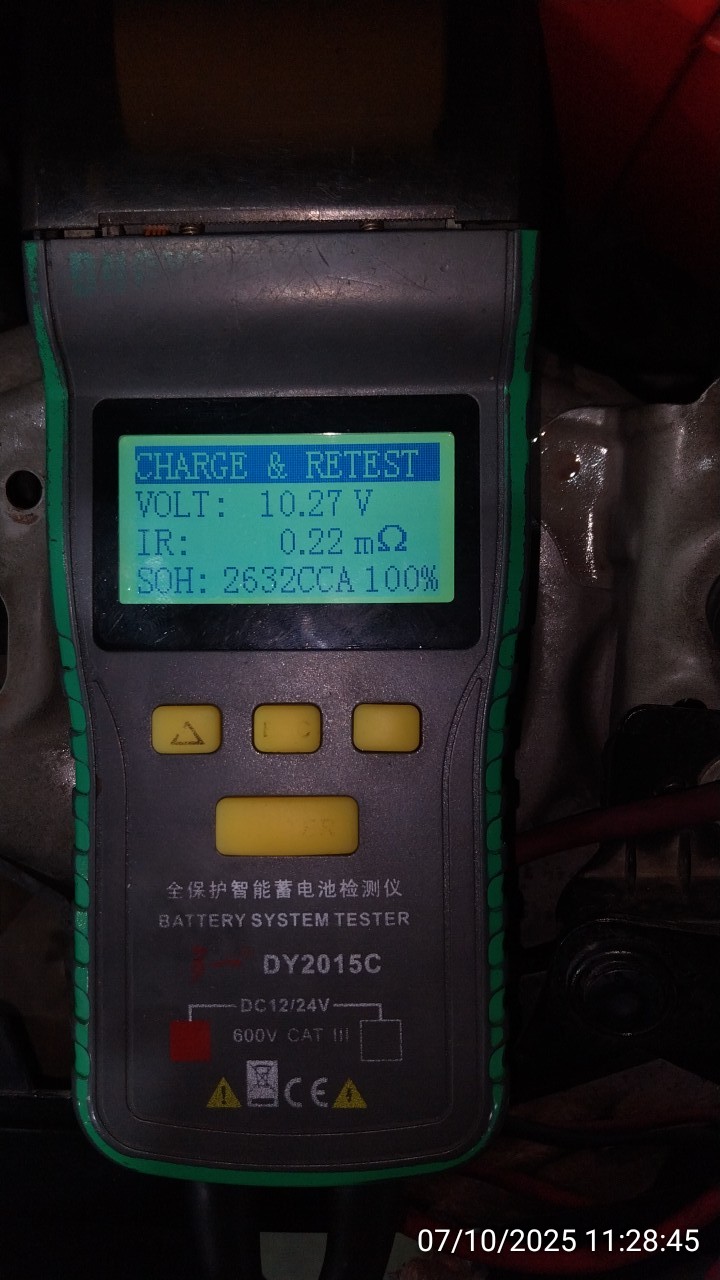 CHARGE & RETEST
VOLT: 10.27 V
IR: 0.22 mΩ
SOH: 2632CCA 100%
全保护智能蓄电池检测仪
BATTERY SYSTEM TESTER
DY2015C
DC12/24V
600V CAT III
CE
07/10/2025 11:28:45